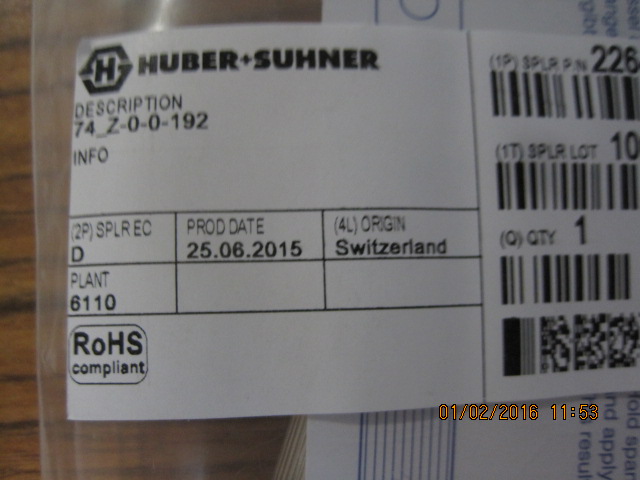 HUBER+SUHNER
DESCRIPTION
74_Z-0-0-192
INFO
(2P) SPLR EC
D
PROD DATE
25.06.2015
(4L) ORIGIN
Switzerland
PLANT
6110
RoHS
compliant
(1P) SPLR P/N 226
(1T) SPLR LOT 10
(Q) QTY 1
01/02/2016 11:53